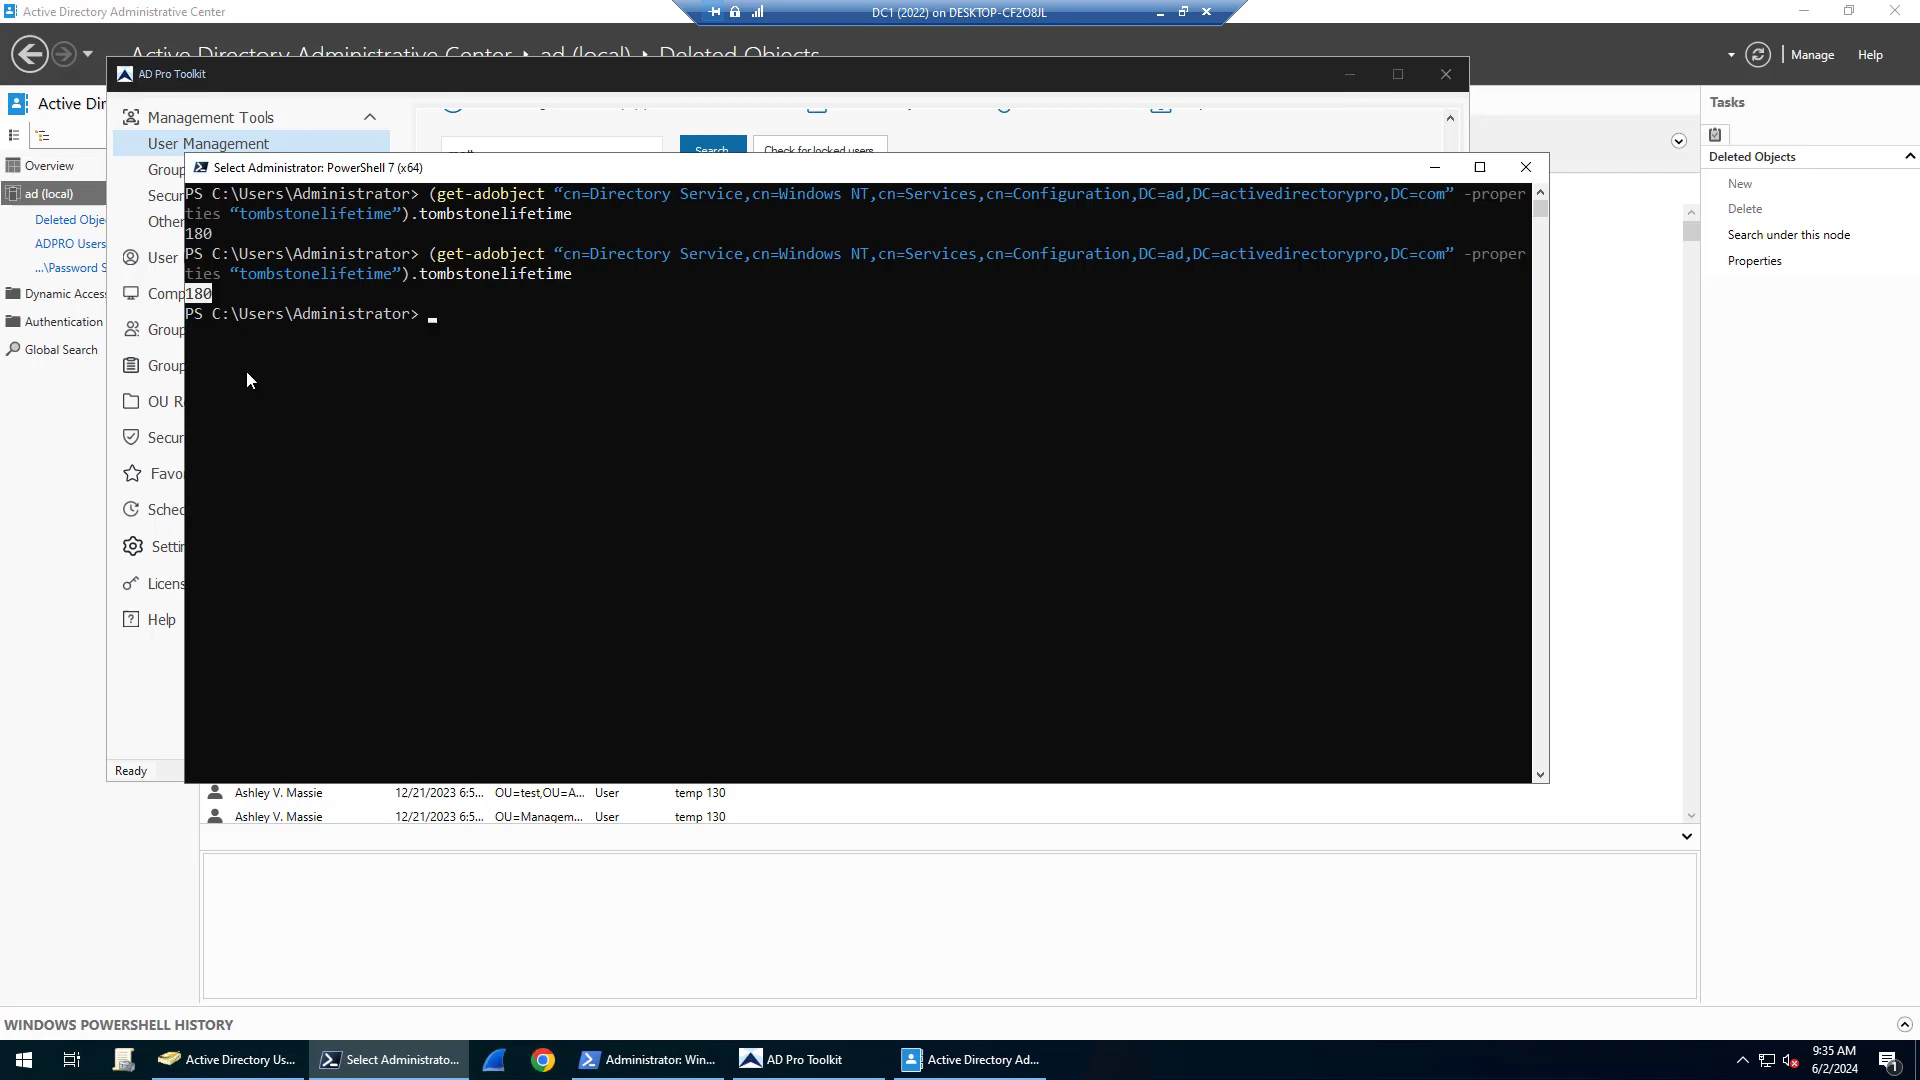 Active Directory Administrative Center
DC1 (2022) on DESKTOP-CF2O8JL
Active Directory Administrative Center › ad (local) › Deleted Objects
Manage
Help
AD Pro Toolkit
Active Dir
Overview
ad (local)
Deleted Obje
ADPRO Users
...\Password S
Dynamic Acces
Authentication
Global Search
Management Tools
User Management
Group
Secur
Other
User
Comp
Group
Group
OU R
Secur
Favo
Sched
Settin
Licens
Help
Ready
Search
Check for locked users
Select Administrator: PowerShell 7 (x64)
PS C:\Users\Administrator> (get-adobject “cn=Directory Service,cn=Windows NT,cn=Services,cn=Configuration,DC=ad,DC=activedirectorypro,DC=com” -proper
ties “tombstonelifetime”).tombstonelifetime
180
PS C:\Users\Administrator> (get-adobject “cn=Directory Service,cn=Windows NT,cn=Services,cn=Configuration,DC=ad,DC=activedirectorypro,DC=com” -proper
ties “tombstonelifetime”).tombstonelifetime
180
PS C:\Users\Administrator>
Ashley V. Massie 12/21/2023 6:5... OU=test,OU=A... User temp 130
Ashley V. Massie 12/21/2023 6:5... OU=Managem... User temp 130
Tasks
Deleted Objects
New
Delete
Search under this node
Properties
WINDOWS POWERSHELL HISTORY
Active Directory Us...
Select Administrato...
Administrator: Win...
AD Pro Toolkit
Active Directory Ad...
9:35 AM
6/2/2024
1